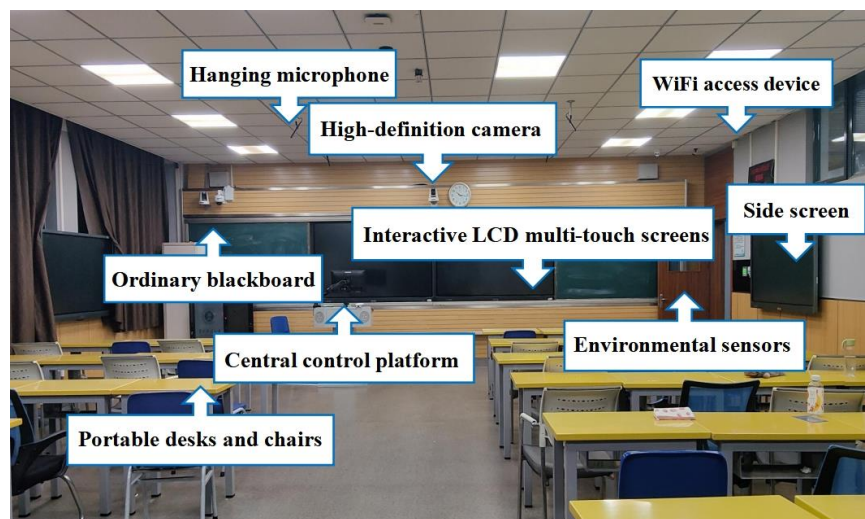 Hanging microphone
WiFi access device
High-definition camera
Side screen
Interactive LCD multi-touch screens
Ordinary blackboard
Central control platform
Environmental sensors
Portable desks and chairs